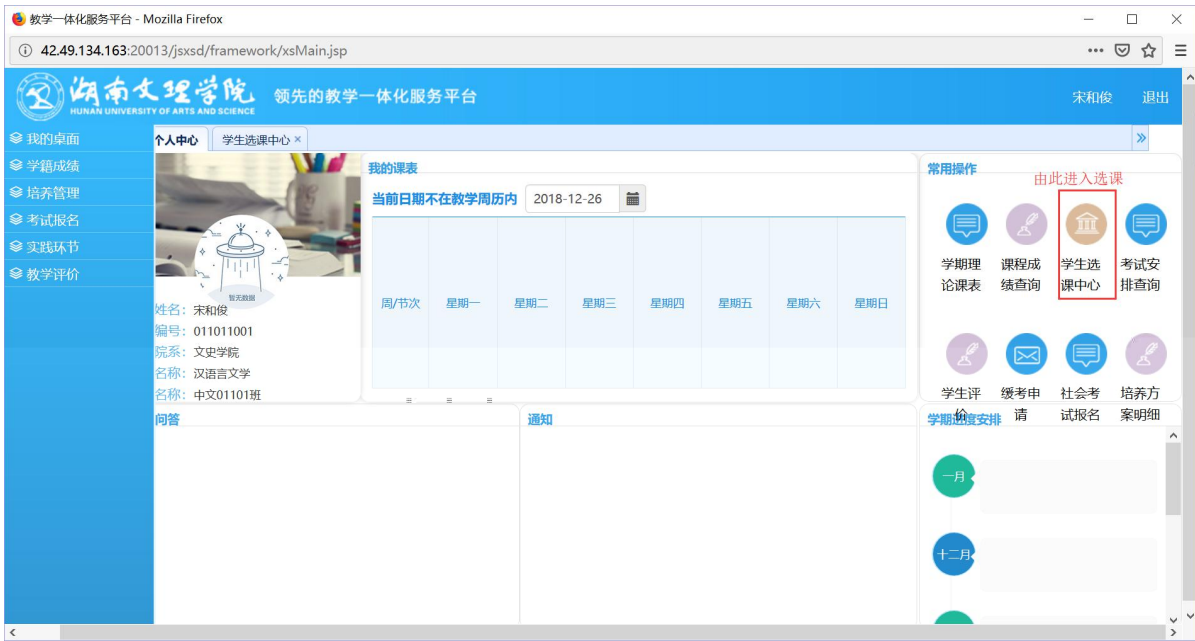 教学一体化服务平台 - Mozilla Firefox
42.49.134.163:20013/jsxsd/framework/xsMain.jsp
湖南文理学院
HUNAN UNIVERSITY OF ARTS AND SCIENCE
领先的教学一体化服务平台
宋和俊 退出
我的桌面
学籍成绩
培养管理
考试报名
实践环节
教学评价
个人中心 学生选课中心 ×
暂无数据
姓名: 宋和俊
编号: 011011001
院系: 文史学院
名称: 汉语言文学
名称: 中文01101班
我的课表
当前日期不在教学周历内 2018-12-26
周/节次 星期一 星期二 星期三 星期四 星期五 星期六 星期日
常用操作
由此进入选课
学期理论课表
课程成绩查询
学生选课中心
考试安排查询
学生评价
缓考申请
社会考试报名
培养方案明细
问答
通知
学期进度安排
一月
十二月